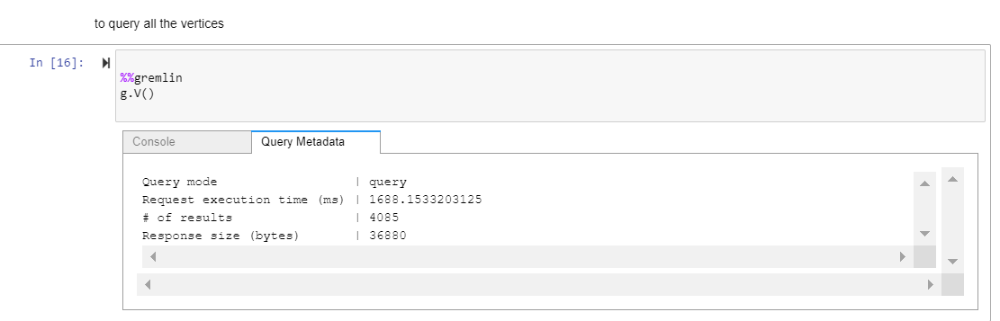 to query all the vertices
In [16]:
%%gremlin
g.V()
Console
Query Metadata
Query mode | query
Request execution time (ms) | 1688.1533203125
# of results | 4085
Response size (bytes) | 36880